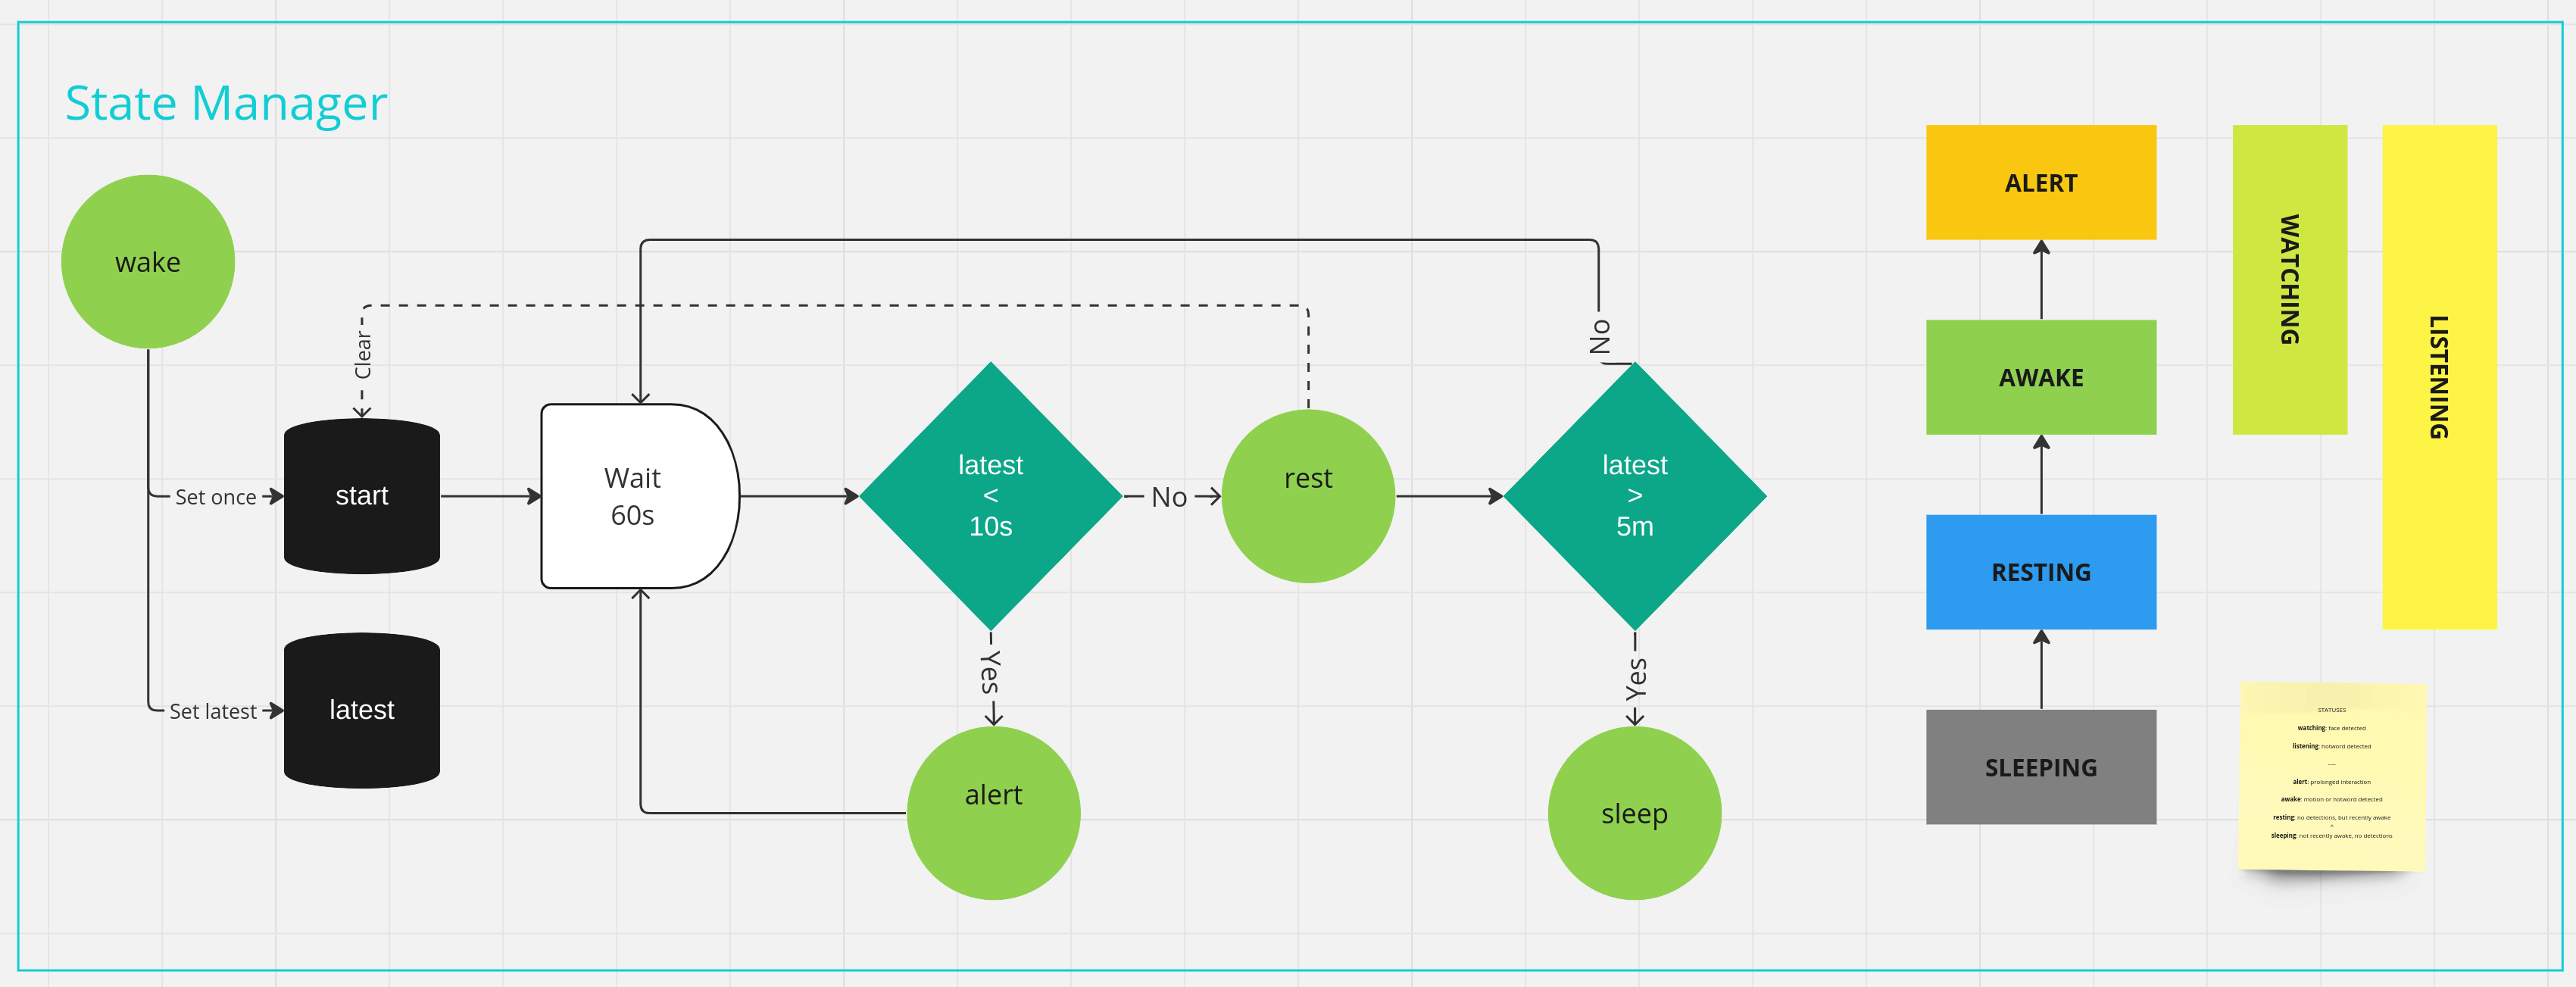 State Manager
wake
Set once
Set latest
Clear
start
latest
Wait
60s
latest
<
10s
No
Yes
alert
rest
latest
>
5m
No
Yes
sleep
ALERT
AWAKE
RESTING
SLEEPING
WATCHING
LISTENING
STATUSES
watching: face detected
listening: hotword detected
---
alert: prolonged interaction
awake: motion or hotword detected
resting: no detections, but recently awake
^
sleeping: not recently awake, no detections